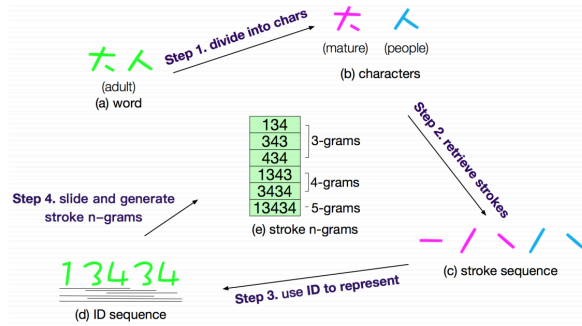 大人
(adult)
(a) word
Step 1. divide into chars
大 人
(mature) (people)
(b) characters
Step 2. retrieve strokes
(c) stroke sequence
Step 3. use ID to represent
13434
(d) ID sequence
Step 4. slide and generate
stroke n-grams
134
343
434
3-grams
1343
3434
4-grams
13434
5-grams
(e) stroke n-grams